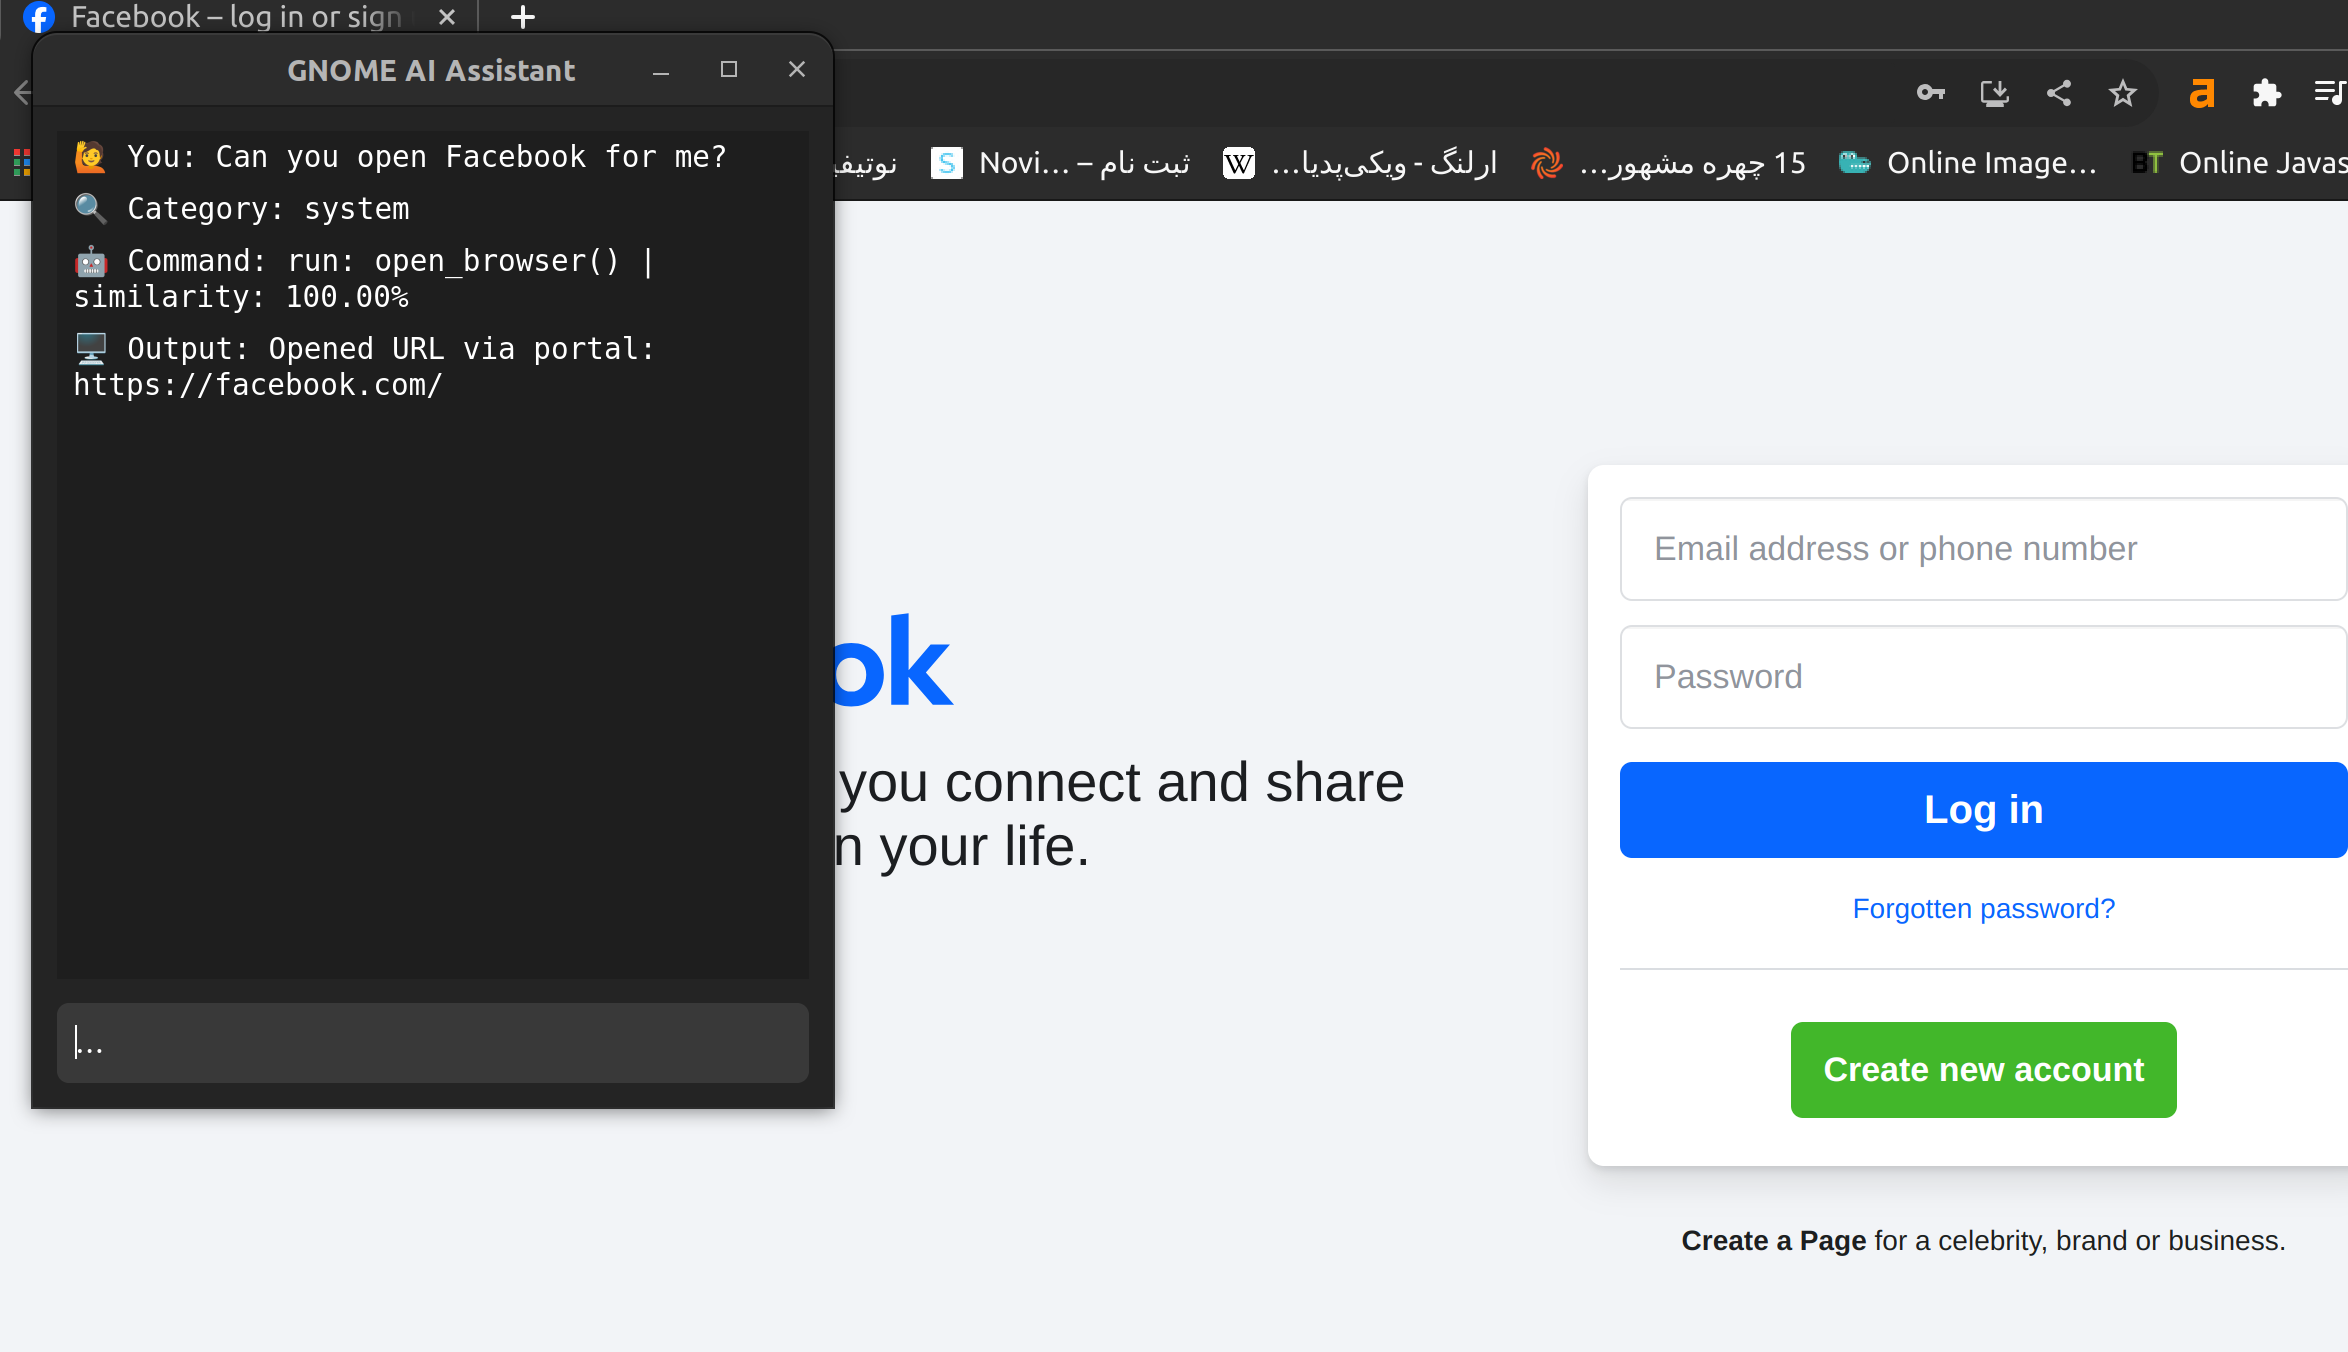 Facebook – log in or sign
GNOME AI Assistant
You: Can you open Facebook for me?
Category: system
Command: run: open_browser() |
similarity: 100.00%
Output: Opened URL via portal:
https://facebook.com/
...
S
Novi... – ثبت نام
W
ارلنگ - ویکی‌پدیا...
15 چهره مشهور...
Online Image...
BT
Online Javas
a
ok
you connect and share
n your life.
Email address or phone number
Password
Log in
Forgotten password?
Create new account
Create a Page for a celebrity, brand or business.